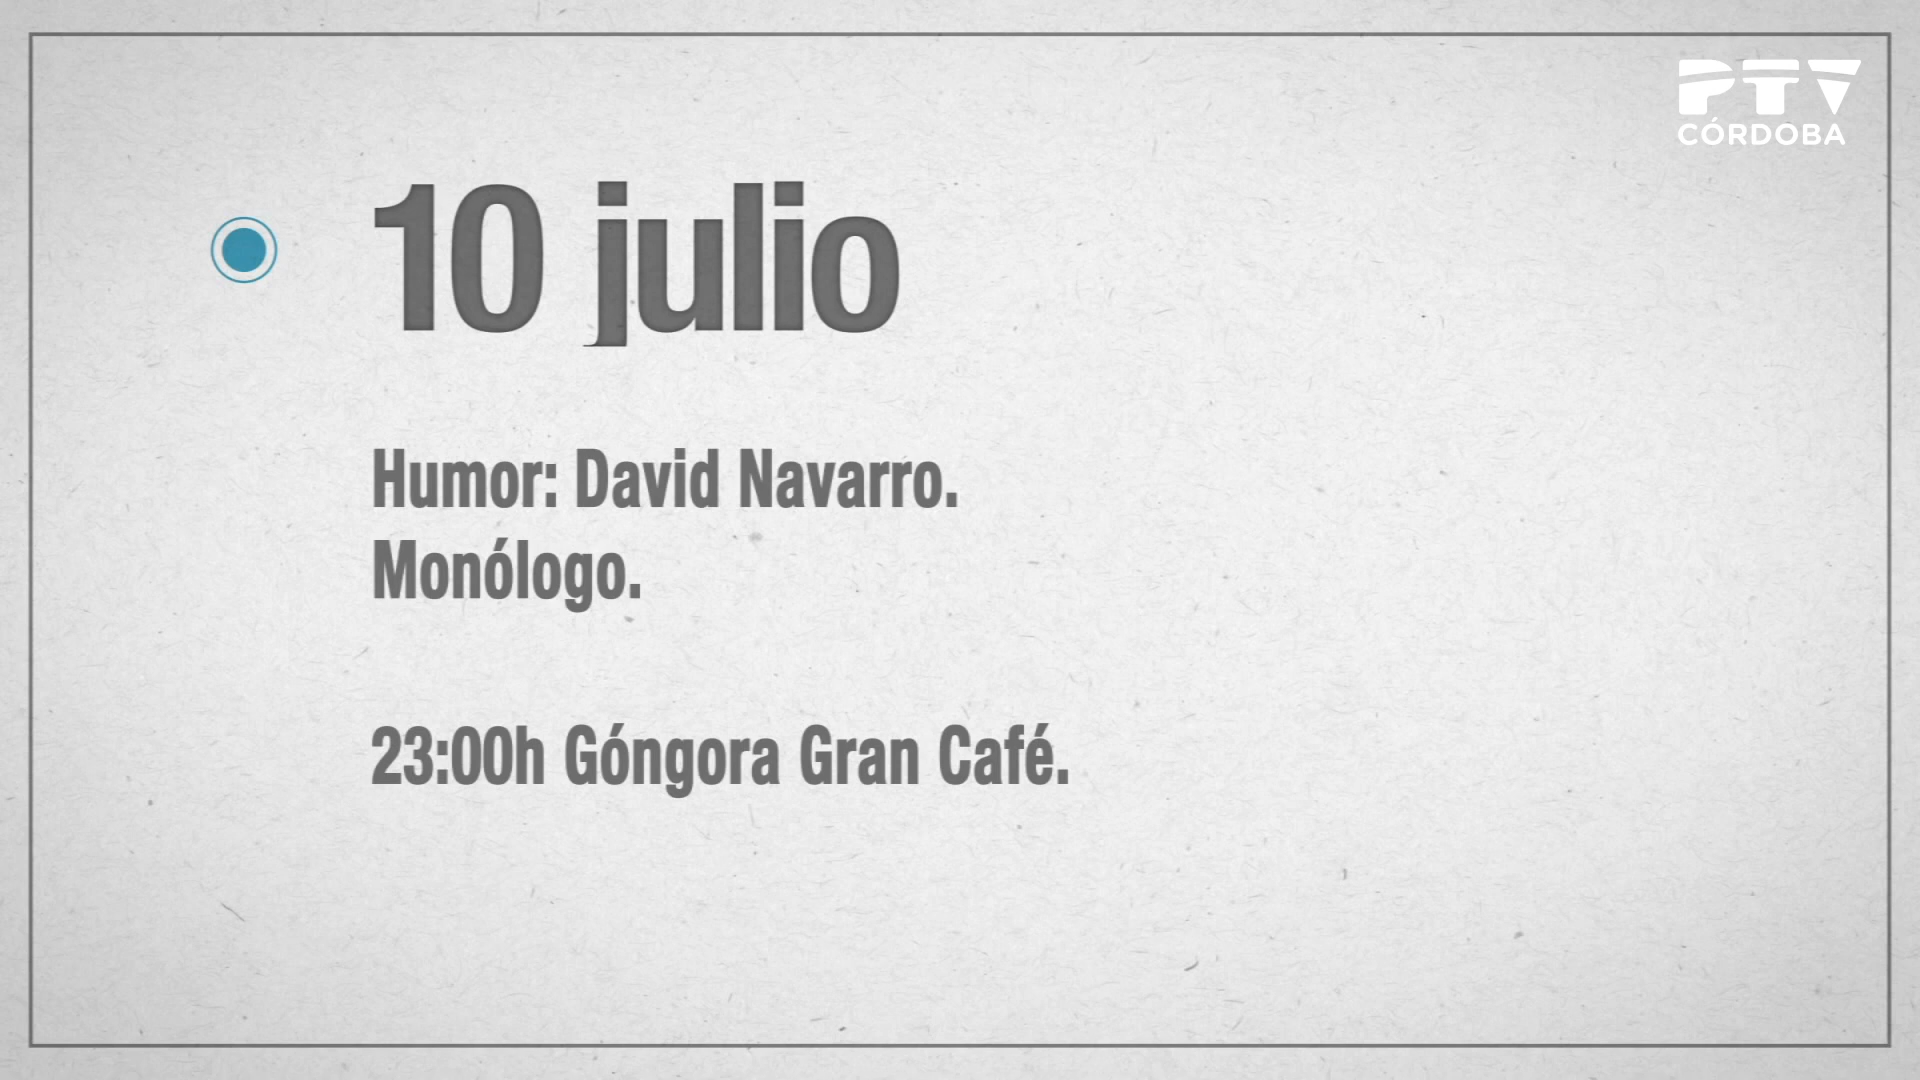 PTV
CÓRDOBA
10 julio
Humor: David Navarro.
Monólogo.
23:00h Góngora Gran Café.